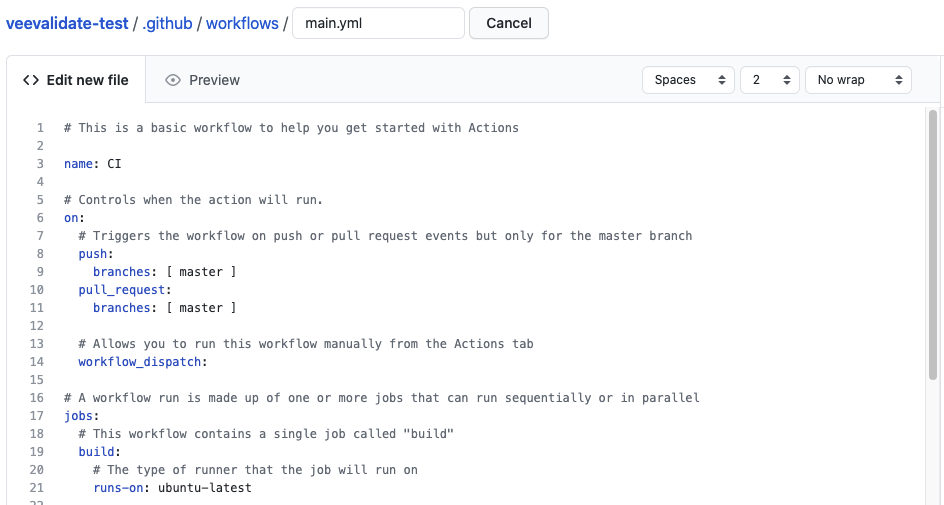 veevalidate-test / .github / workflows / main.yml Cancel
<> Edit new file Preview Spaces 2 No wrap
1 # This is a basic workflow to help you get started with Actions
2
3 name: CI
4
5 # Controls when the action will run.
6 on:
7   # Triggers the workflow on push or pull request events but only for the master branch
8   push:
9     branches: [ master ]
10   pull_request:
11     branches: [ master ]
12
13   # Allows you to run this workflow manually from the Actions tab
14   workflow_dispatch:
15
16 # A workflow run is made up of one or more jobs that can run sequentially or in parallel
17 jobs:
18   # This workflow contains a single job called "build"
19   build:
20     # The type of runner that the job will run on
21     runs-on: ubuntu-latest